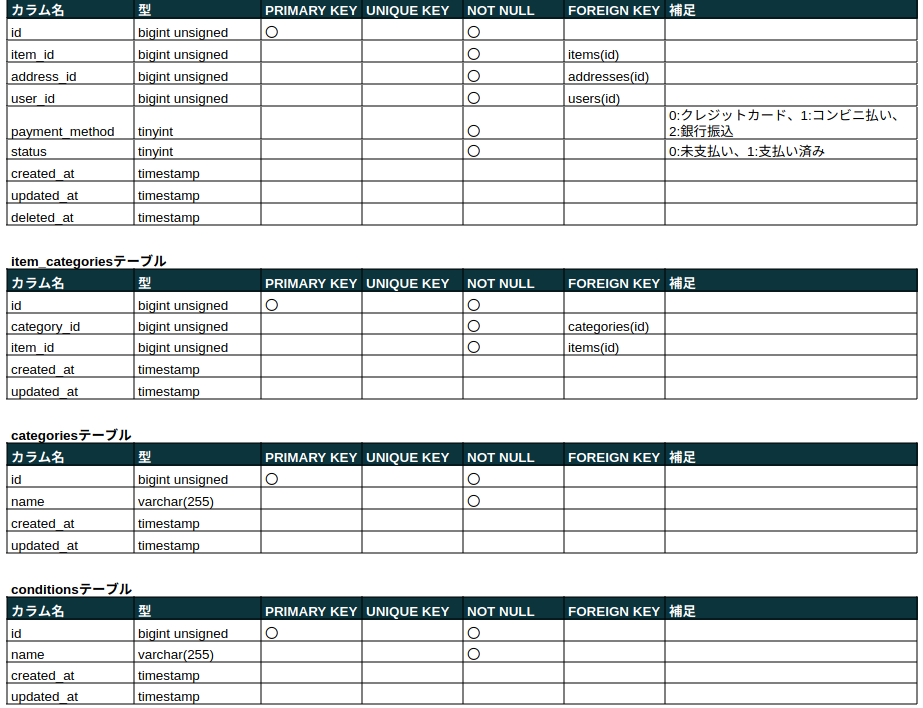 カラム名 型 PRIMARY KEY UNIQUE KEY NOT NULL FOREIGN KEY 補足
id bigint unsigned ○ ○
item_id bigint unsigned ○ items(id)
address_id bigint unsigned ○ addresses(id)
user_id bigint unsigned ○ users(id)
payment_method tinyint ○ 0:クレジットカード、1:コンビニ払い、
2:銀行振込
status tinyint ○ 0:未支払い、1:支払い済み
created_at timestamp
updated_at timestamp
deleted_at timestamp
item_categoriesテーブル
カラム名 型 PRIMARY KEY UNIQUE KEY NOT NULL FOREIGN KEY 補足
id bigint unsigned ○ ○
category_id bigint unsigned ○ categories(id)
item_id bigint unsigned ○ items(id)
created_at timestamp
updated_at timestamp
categoriesテーブル
カラム名 型 PRIMARY KEY UNIQUE KEY NOT NULL FOREIGN KEY 補足
id bigint unsigned ○ ○
name varchar(255) ○
created_at timestamp
updated_at timestamp
conditionsテーブル
カラム名 型 PRIMARY KEY UNIQUE KEY NOT NULL FOREIGN KEY 補足
id bigint unsigned ○ ○
name varchar(255) ○
created_at timestamp
updated_at timestamp